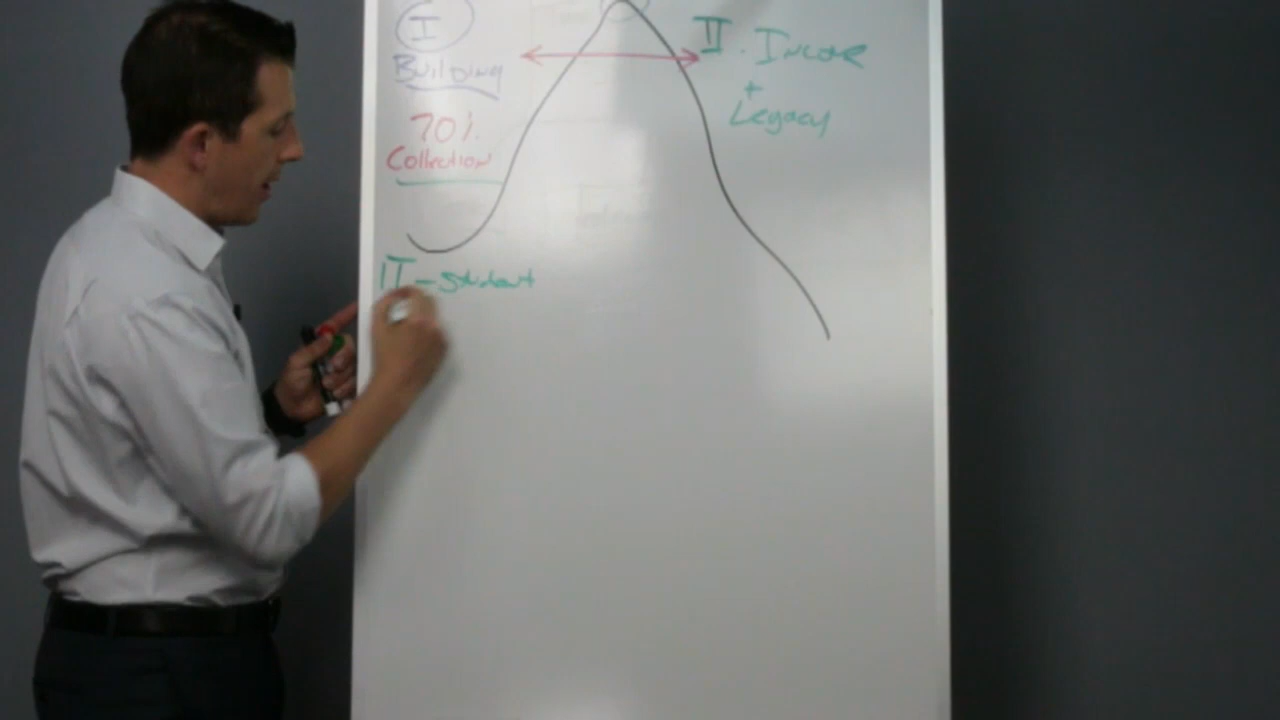 I
Building
70%
Collection
II. Income
+
Legacy
IT - Student